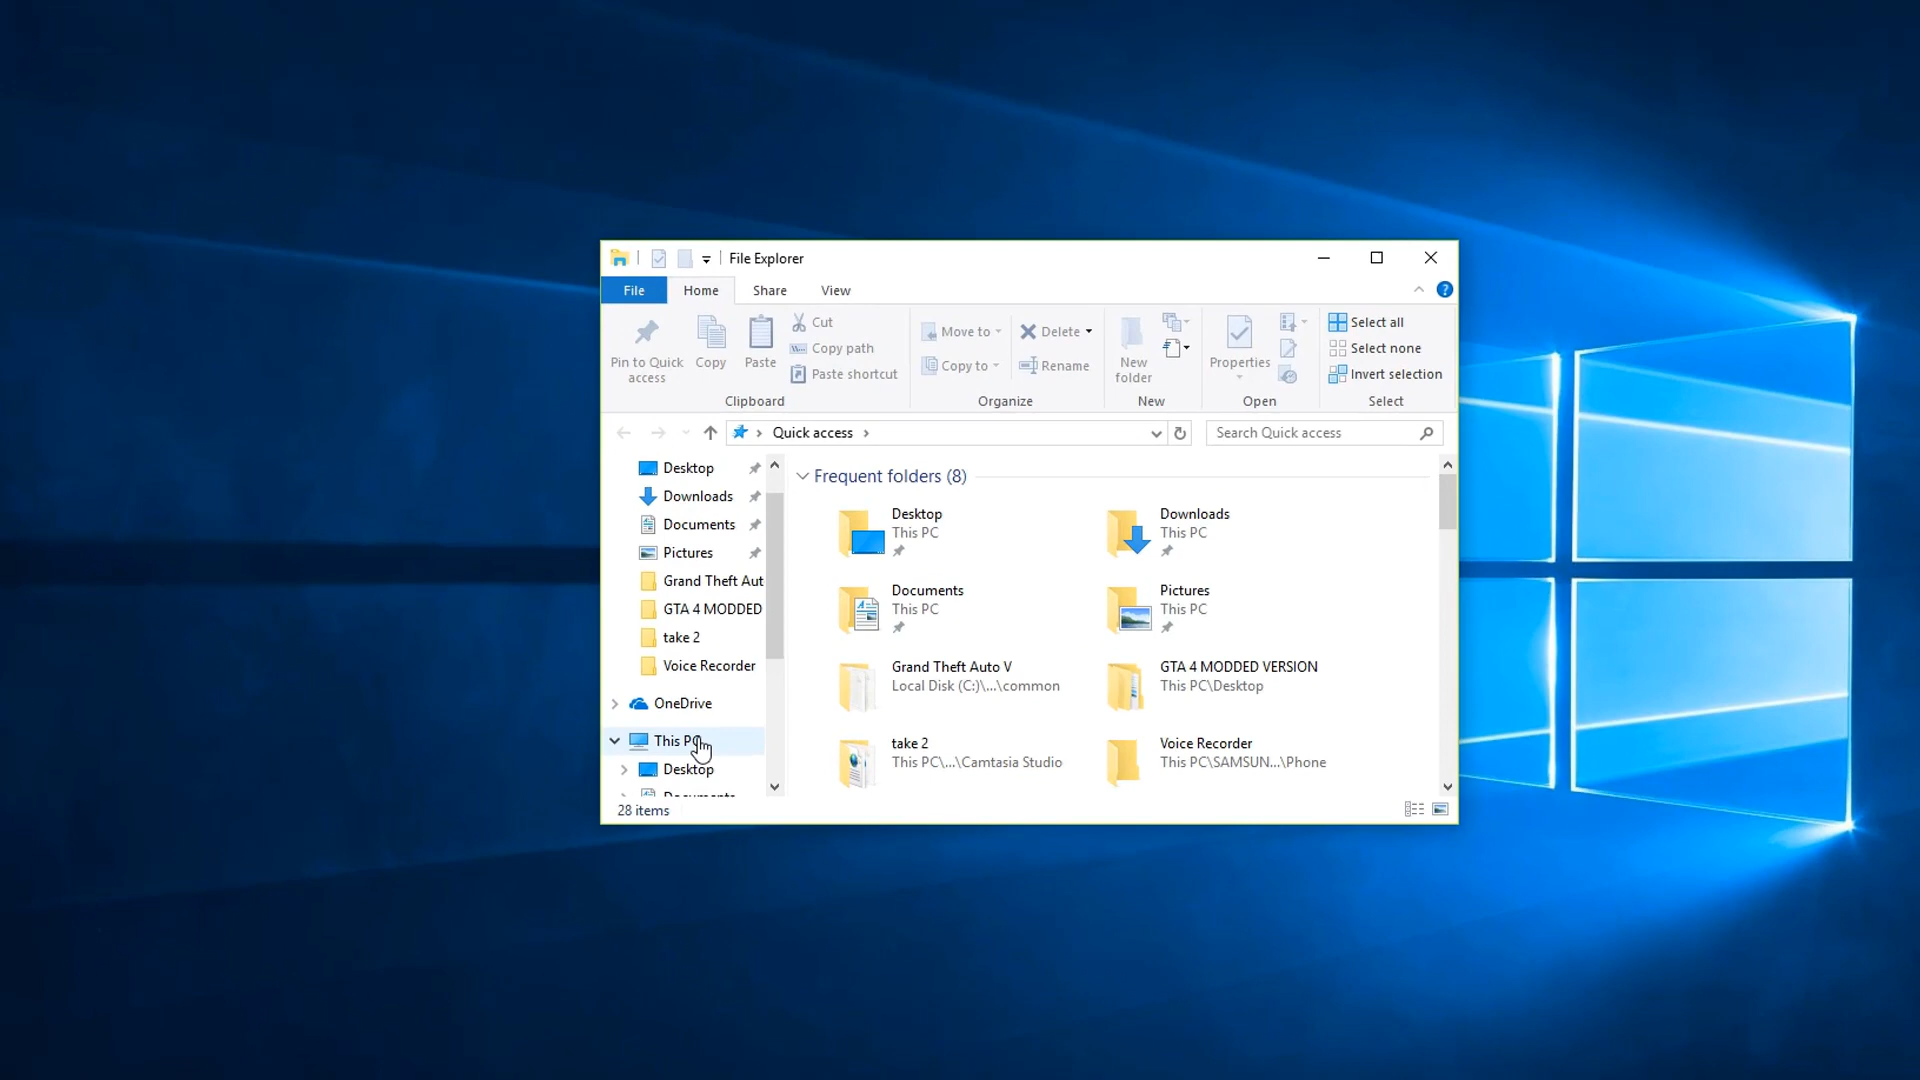 File Explorer
File Home Share View
Pin to Quick access
Copy
Paste
Cut
Copy path
Paste shortcut
Clipboard
Move to
Copy to
Delete
Rename
Organize
New folder
New
Properties
Open
Select all
Select none
Invert selection
Select
Quick access
Search Quick access
Desktop
Downloads
Documents
Pictures
Grand Theft Aut
GTA 4 MODDED
take 2
Voice Recorder
OneDrive
This PC
Desktop
Documents
Frequent folders (8)
Desktop
This PC
Downloads
This PC
Documents
This PC
Pictures
This PC
Grand Theft Auto V
Local Disk (C:)\...\common
GTA 4 MODDED VERSION
This PC\Desktop
take 2
This PC\...\Camtasia Studio
Voice Recorder
This PC\SAMSUN...\Phone
28 items